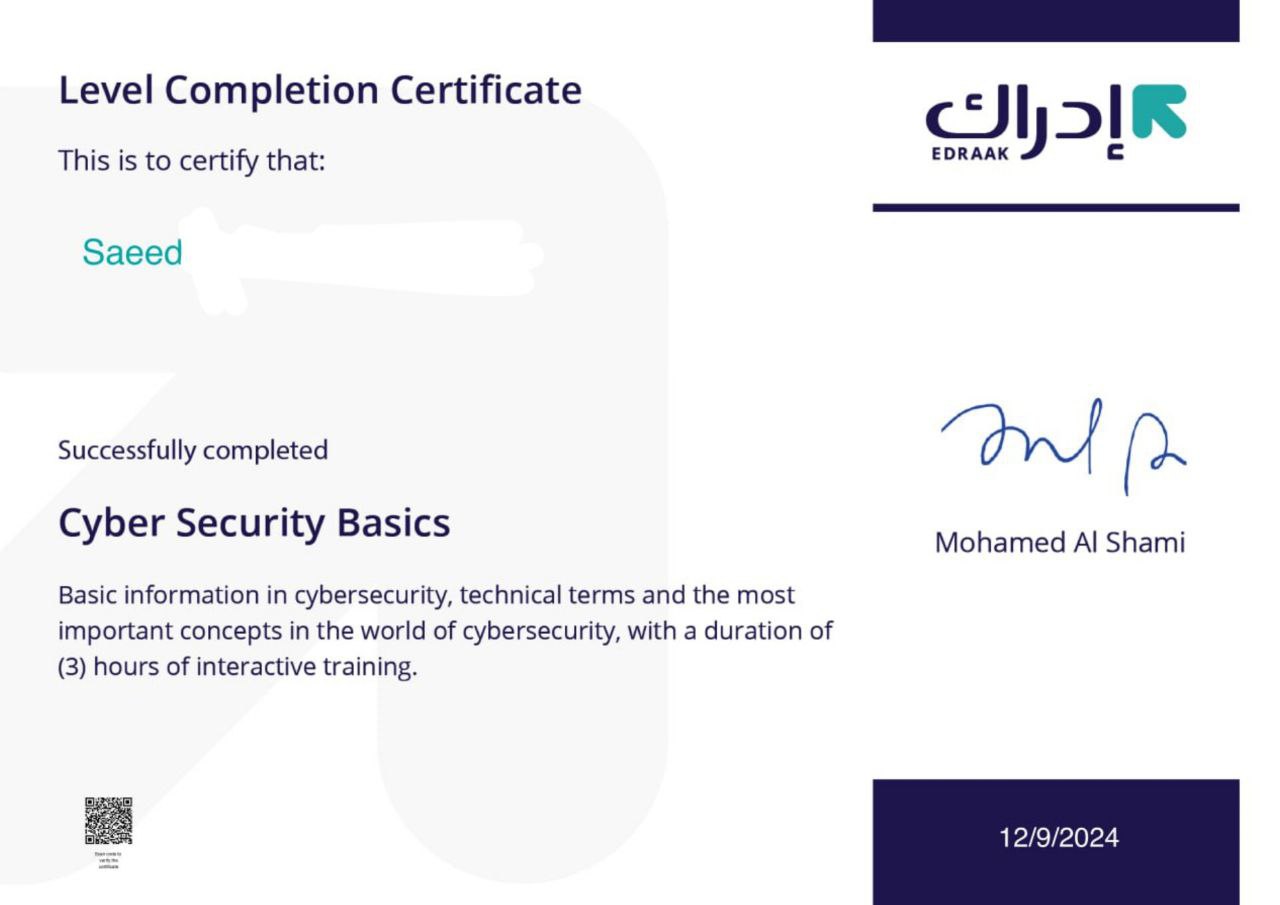 Level Completion Certificate
This is to certify that:
Saeed
Successfully completed
Cyber Security Basics
Basic information in cybersecurity, technical terms and the most
important concepts in the world of cybersecurity, with a duration of
(3) hours of interactive training.
Scan code to
verify the
certificate
إدراك
EDRAAK
Mohamed Al Shami
12/9/2024